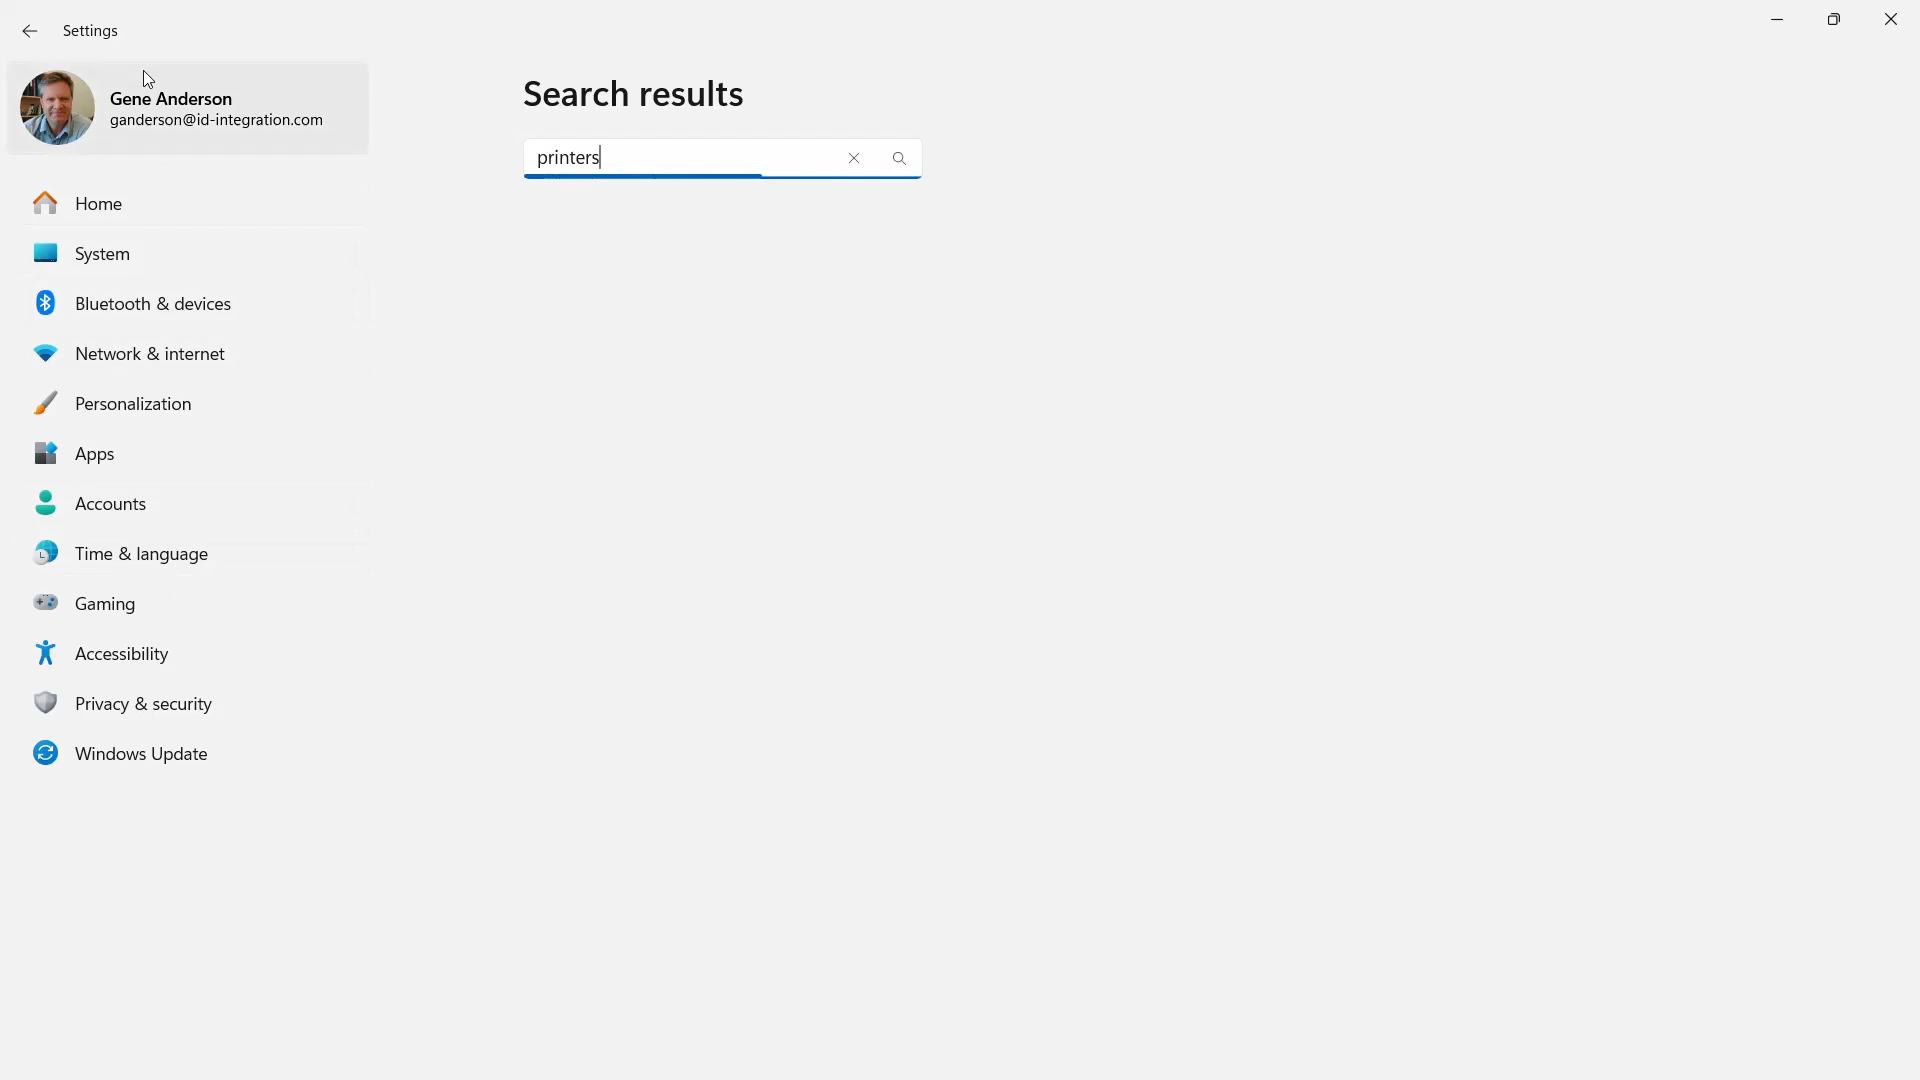 Settings
Gene Anderson
ganderson@id-integration.com
Search results
printers
Home
System
Bluetooth & devices
Network & internet
Personalization
Apps
Accounts
Time & language
Gaming
Accessibility
Privacy & security
Windows Update